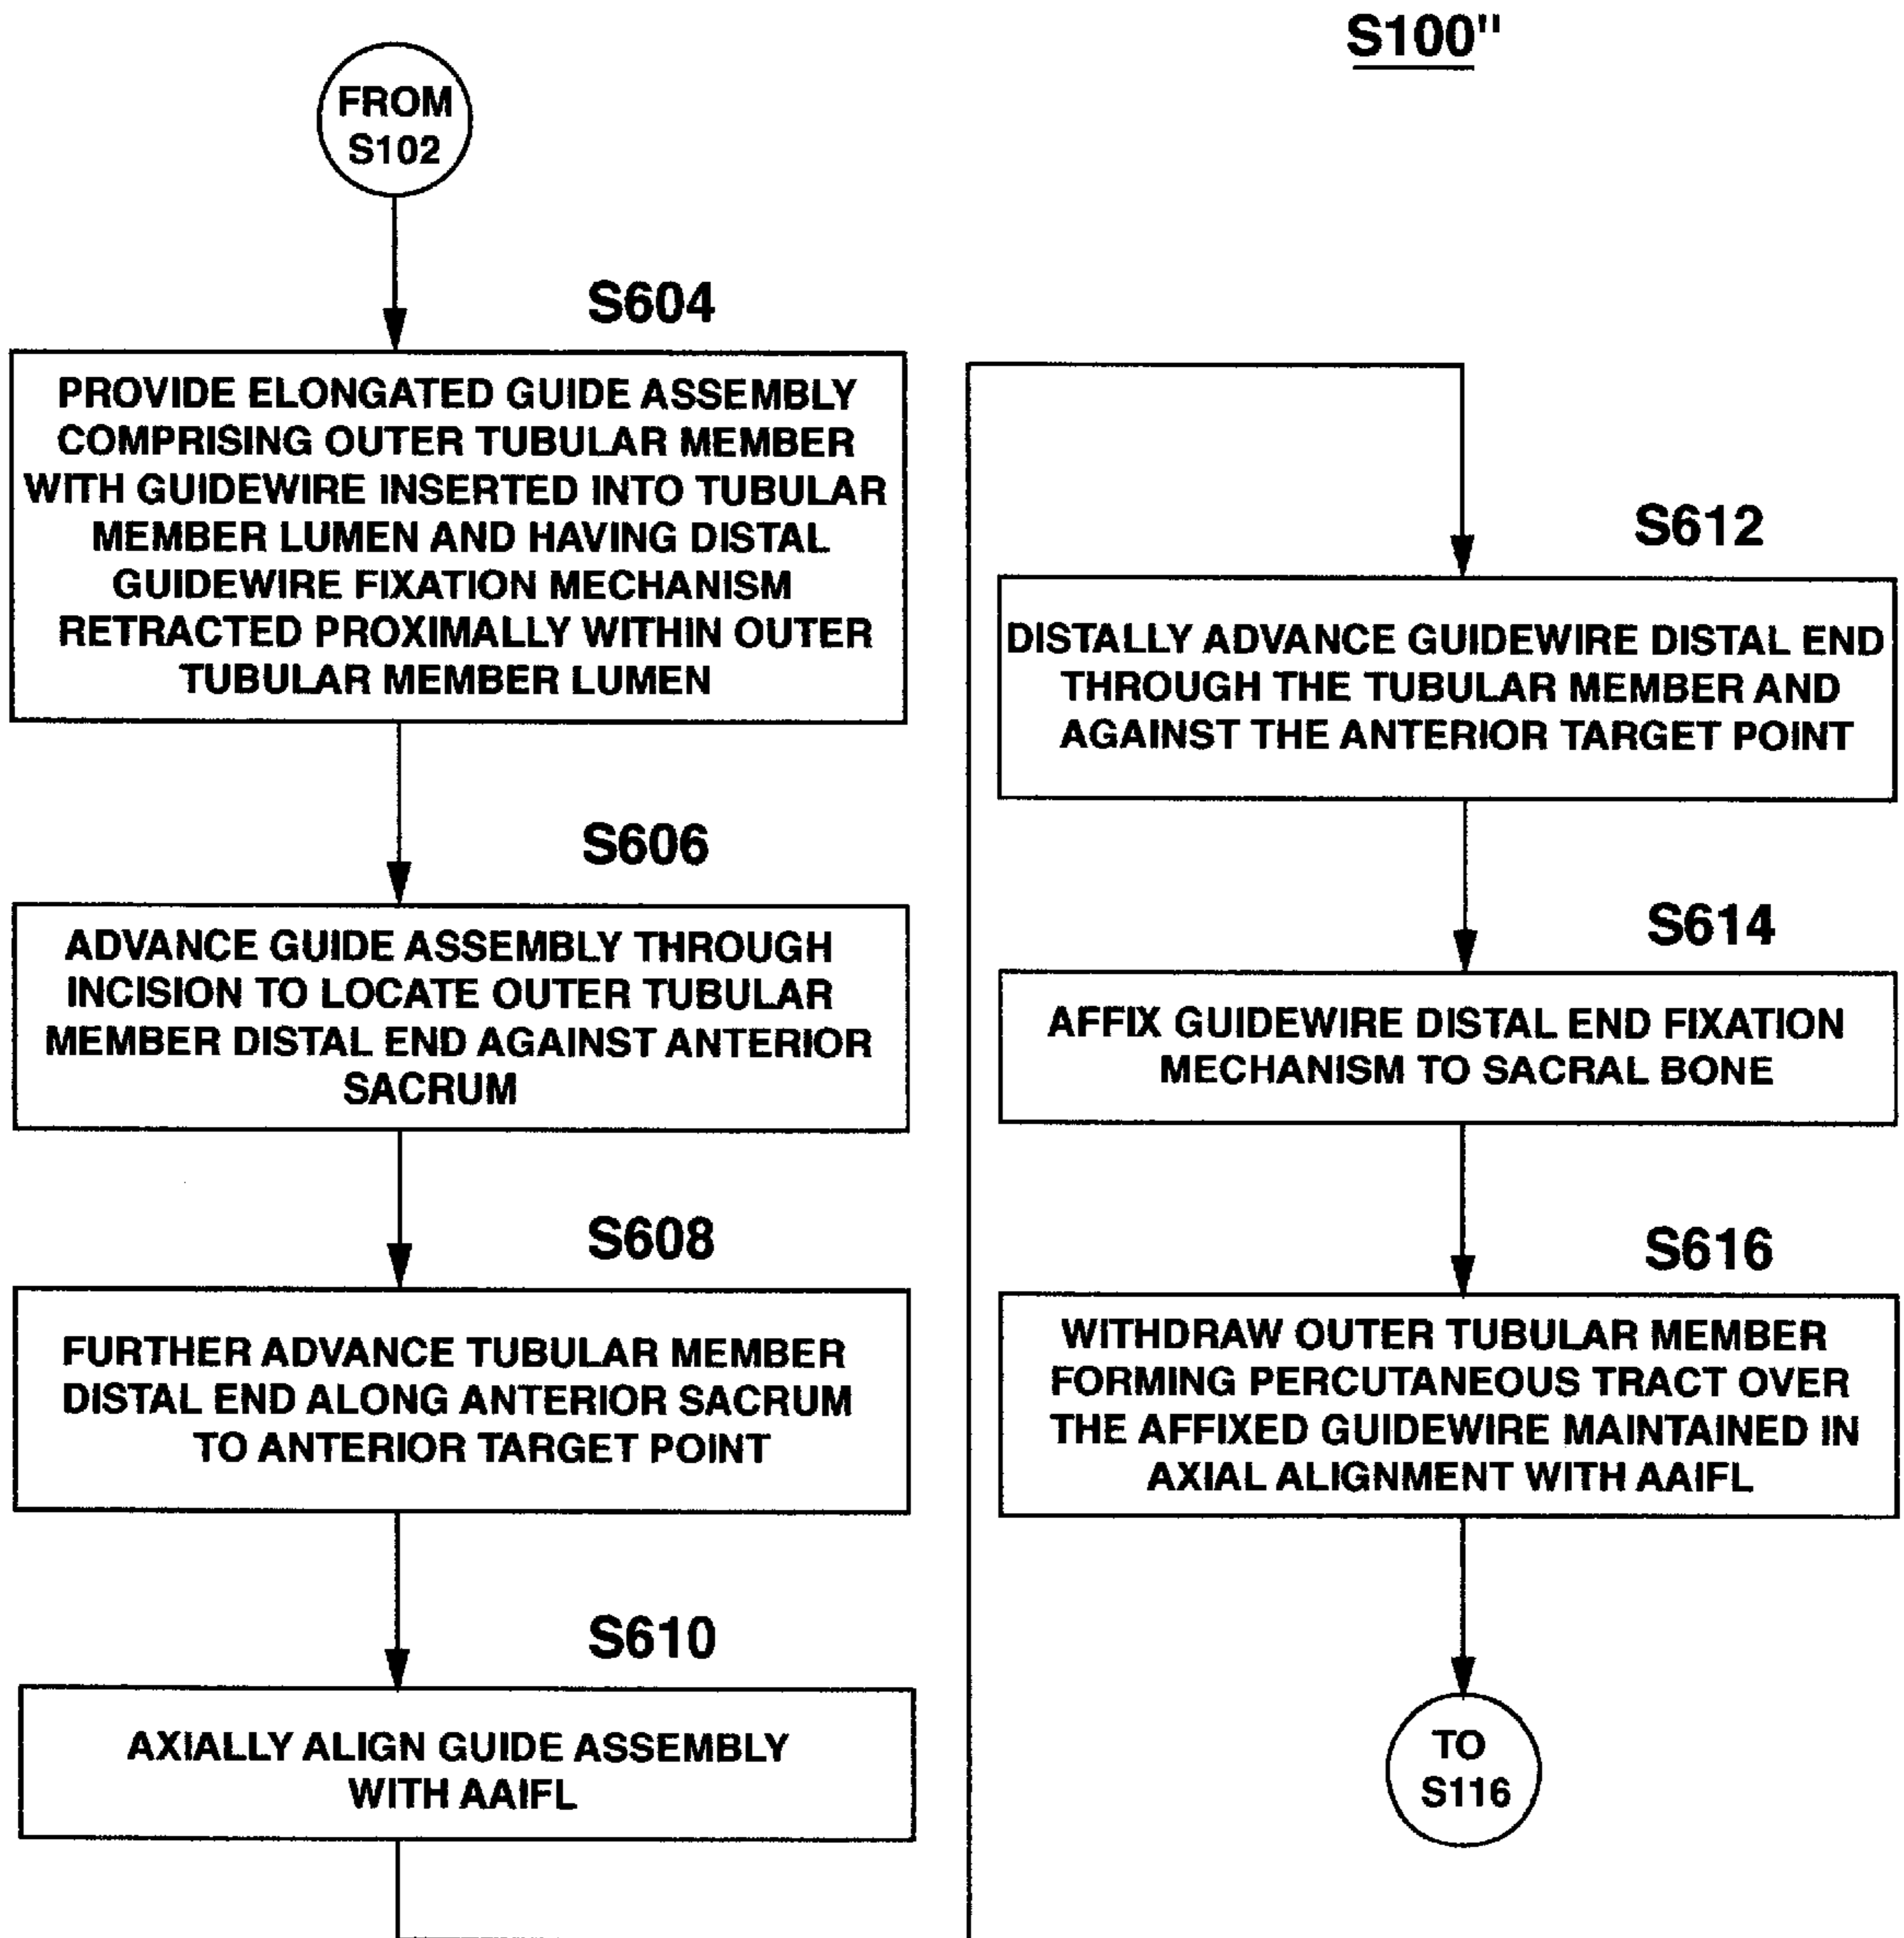 S100"
FROM
S102
S604
PROVIDE ELONGATED GUIDE ASSEMBLY
COMPRISING OUTER TUBULAR MEMBER
WITH GUIDEWIRE INSERTED INTO TUBULAR
MEMBER LUMEN AND HAVING DISTAL
GUIDEWIRE FIXATION MECHANISM
RETRACTED PROXIMALLY WITHIN OUTER
TUBULAR MEMBER LUMEN
S606
ADVANCE GUIDE ASSEMBLY THROUGH
INCISION TO LOCATE OUTER TUBULAR
MEMBER DISTAL END AGAINST ANTERIOR
SACRUM
S608
FURTHER ADVANCE TUBULAR MEMBER
DISTAL END ALONG ANTERIOR SACRUM
TO ANTERIOR TARGET POINT
S610
AXIALLY ALIGN GUIDE ASSEMBLY
WITH AAIFL
S612
DISTALLY ADVANCE GUIDEWIRE DISTAL END
THROUGH THE TUBULAR MEMBER AND
AGAINST THE ANTERIOR TARGET POINT
S614
AFFIX GUIDEWIRE DISTAL END FIXATION
MECHANISM TO SACRAL BONE
S616
WITHDRAW OUTER TUBULAR MEMBER
FORMING PERCUTANEOUS TRACT OVER
THE AFFIXED GUIDEWIRE MAINTAINED IN
AXIAL ALIGNMENT WITH AAIFL
TO
S116